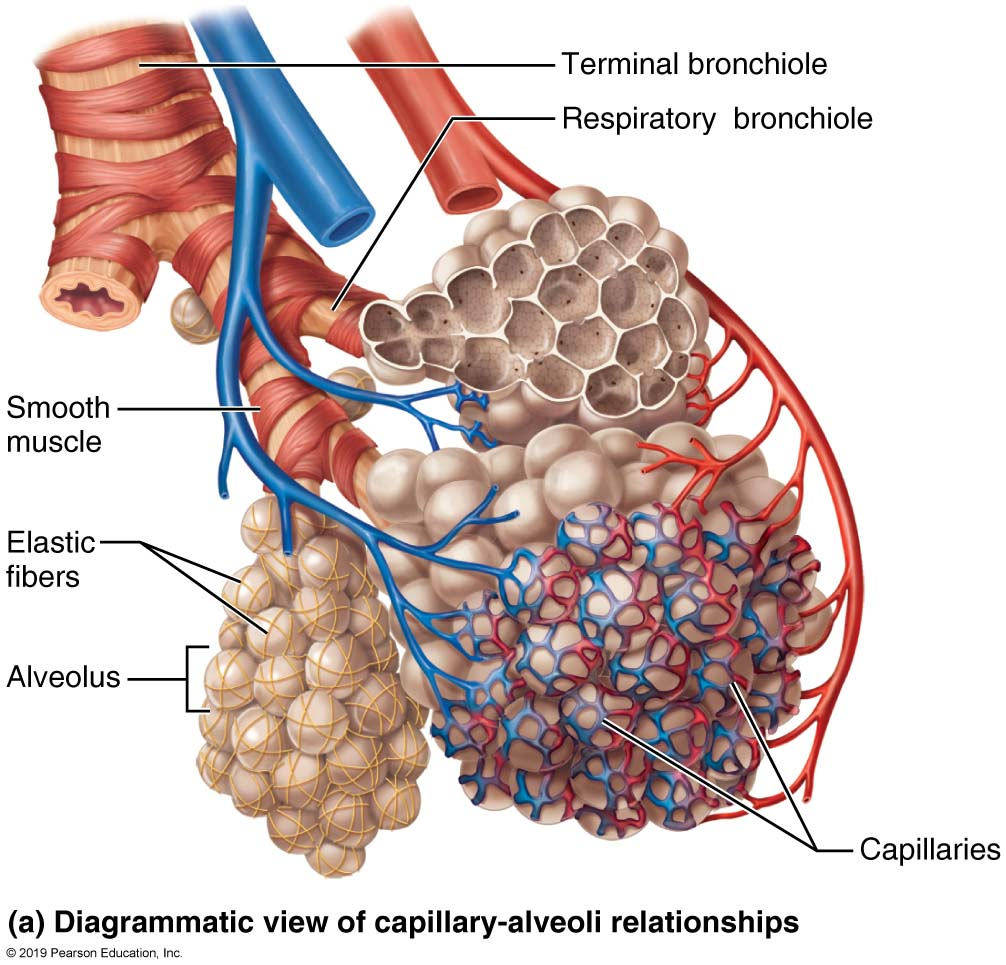 Terminal bronchiole
Respiratory bronchiole
Smooth
muscle
Elastic
fibers
Alveolus
Capillaries
(a) Diagrammatic view of capillary-alveoli relationships
© 2019 Pearson Education, Inc.